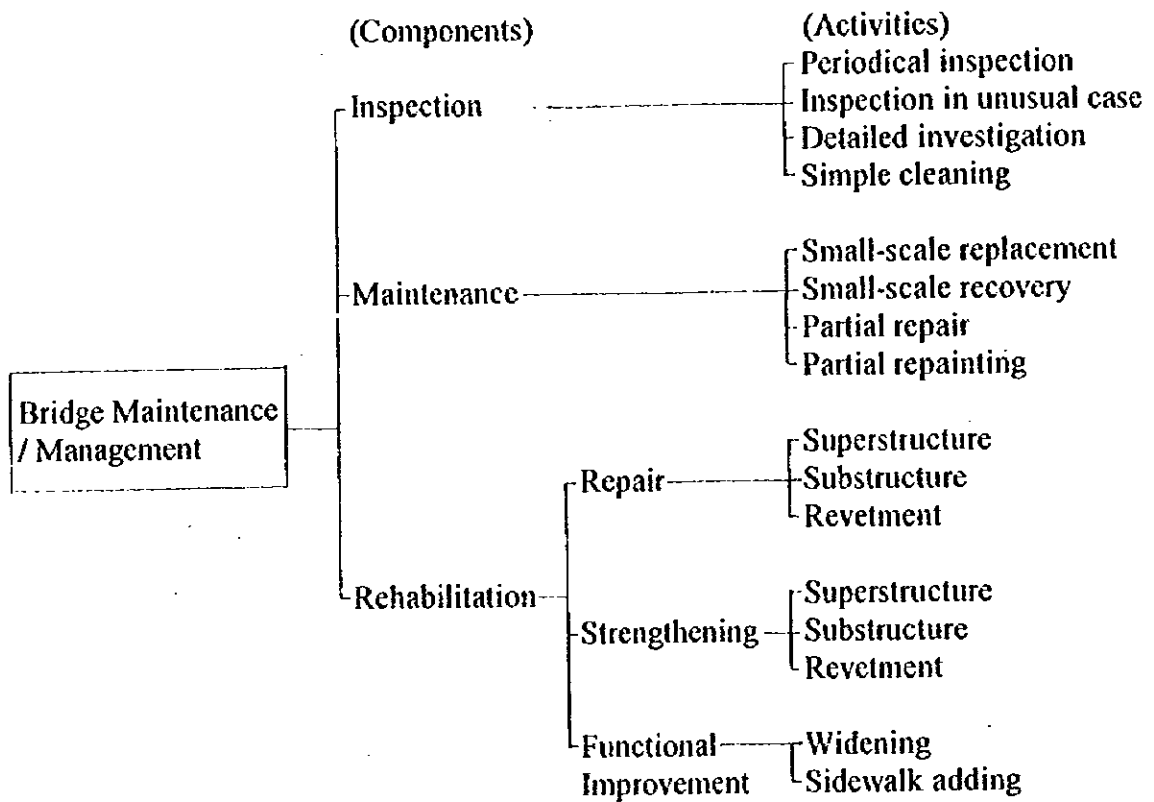 (Components)
(Activities)
Inspection
Periodical inspection
Inspection in unusual case
Detailed investigation
Simple cleaning
Maintenance
Small-scale replacement
Small-scale recovery
Partial repair
Partial repainting
Bridge Maintenance
/ Management
Rehabilitation
Repair
Superstructure
Substructure
Revetment
Strengthening
Superstructure
Substructure
Revetment
Functional
Improvement
Widening
Sidewalk adding